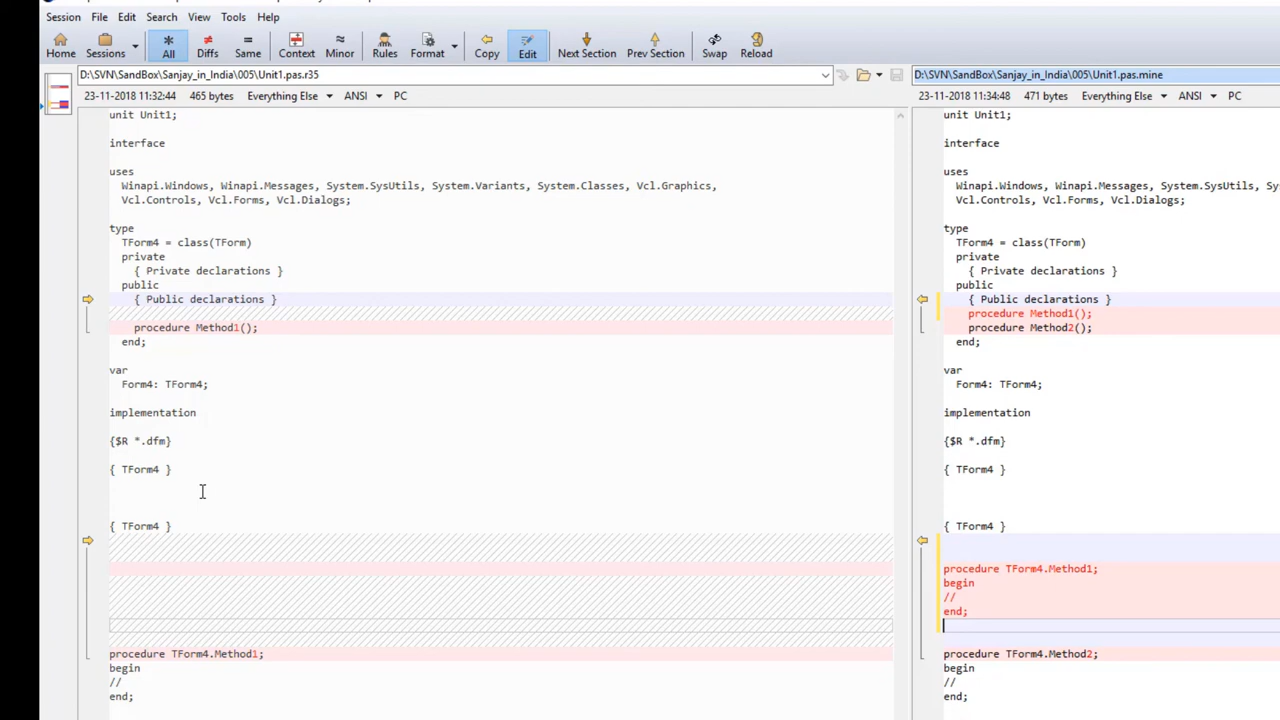 Session File Edit Search View Tools Help
Home Sessions All Diffs Same Context Minor Rules Format Copy Edit Next Section Prev Section Swap Reload
D:\SVN\SandBox\Sanjay_in_India\005\Unit1.pas.r35
23-11-2018 11:32:44 465 bytes Everything Else ANSI PC
unit Unit1;
interface
uses
Winapi.Windows, Winapi.Messages, System.SysUtils, System.Variants, System.Classes, Vcl.Graphics,
Vcl.Controls, Vcl.Forms, Vcl.Dialogs;
type
TForm4 = class(TForm)
private
{ Private declarations }
public
{ Public declarations }
procedure Method1();
end;
var
Form4: TForm4;
implementation
{$R *.dfm}
{ TForm4 }
{ TForm4 }
procedure TForm4.Method1;
begin
//
end;
D:\SVN\SandBox\Sanjay_in_India\005\Unit1.pas.mine
23-11-2018 11:34:48 471 bytes Everything Else ANSI PC
unit Unit1;
interface
uses
Winapi.Windows, Winapi.Messages, System.SysUtils
Vcl.Controls, Vcl.Forms, Vcl.Dialogs;
type
TForm4 = class(TForm)
private
{ Private declarations }
public
{ Public declarations }
procedure Method1();
procedure Method2();
end;
var
Form4: TForm4;
implementation
{$R *.dfm}
{ TForm4 }
{ TForm4 }
procedure TForm4.Method1;
begin
//
end;
procedure TForm4.Method2;
begin
//
end;